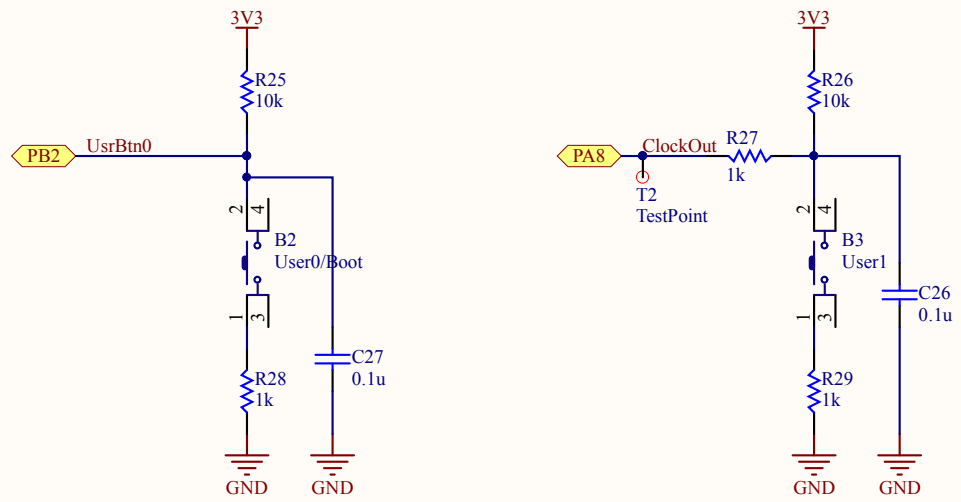 3V3
R25
10k
PB2
UsrBtn0
2
4
B2
User0/Boot
1
3
C27
0.1u
R28
1k
GND
GND
3V3
R26
10k
PA8
ClockOut
R27
1k
T2
TestPoint
2
4
B3
User1
1
3
C26
0.1u
R29
1k
GND
GND